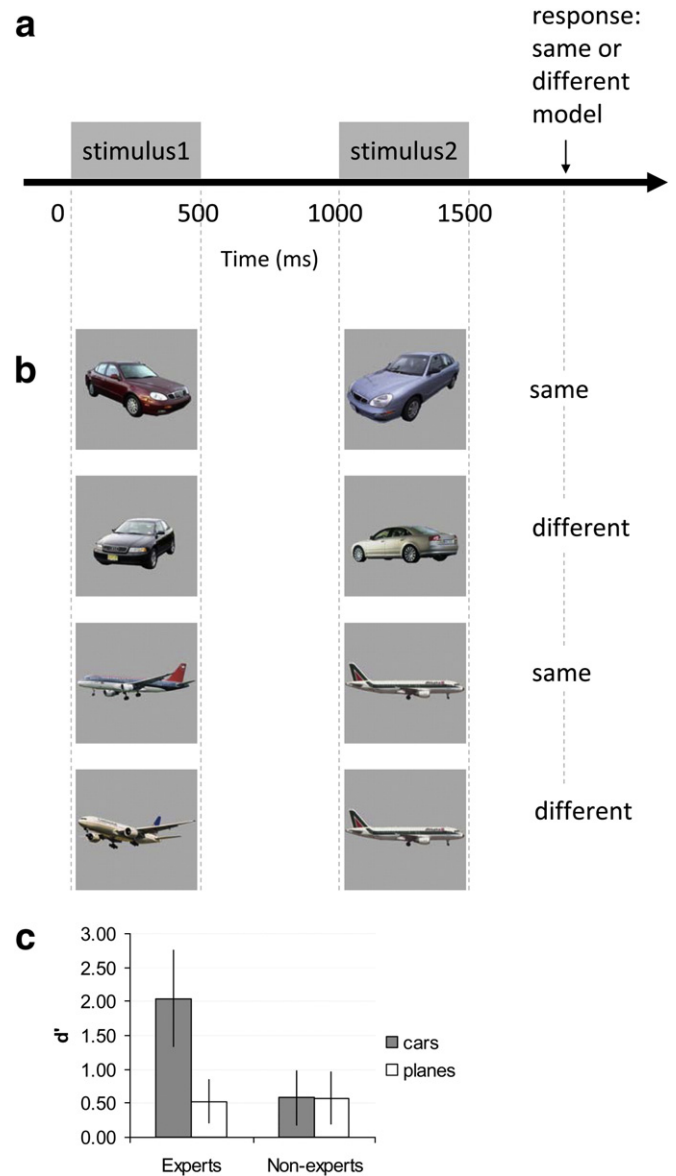 a
response:
same or
different
model
stimulus1 stimulus2
0 500 1000 1500
Time (ms)
b
same
different
same
different
c
3.00
2.50
2.00
1.50
1.00
0.50
0.00
d'
cars
planes
Experts Non-experts